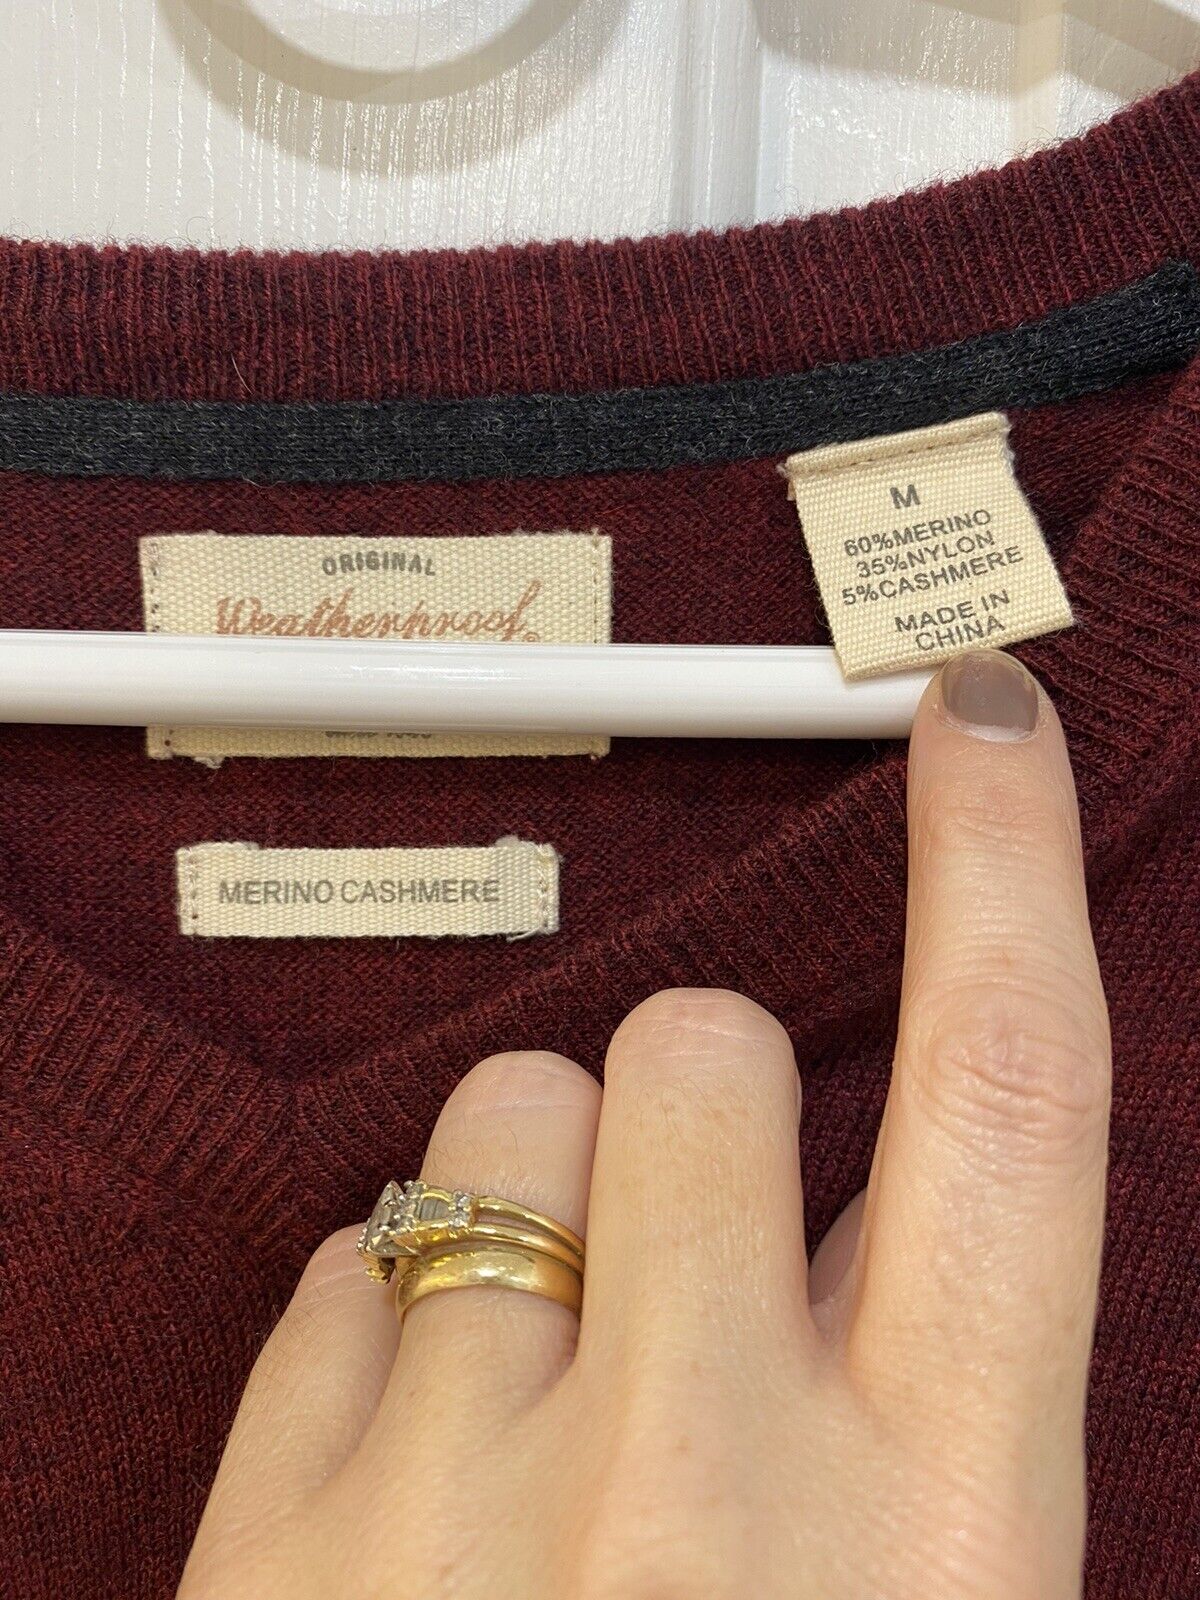 ORIGINAL
Weatherproof®
M
60%MERINO
35%NYLON
5%CASHMERE
MADE IN
CHINA
MERINO CASHMERE